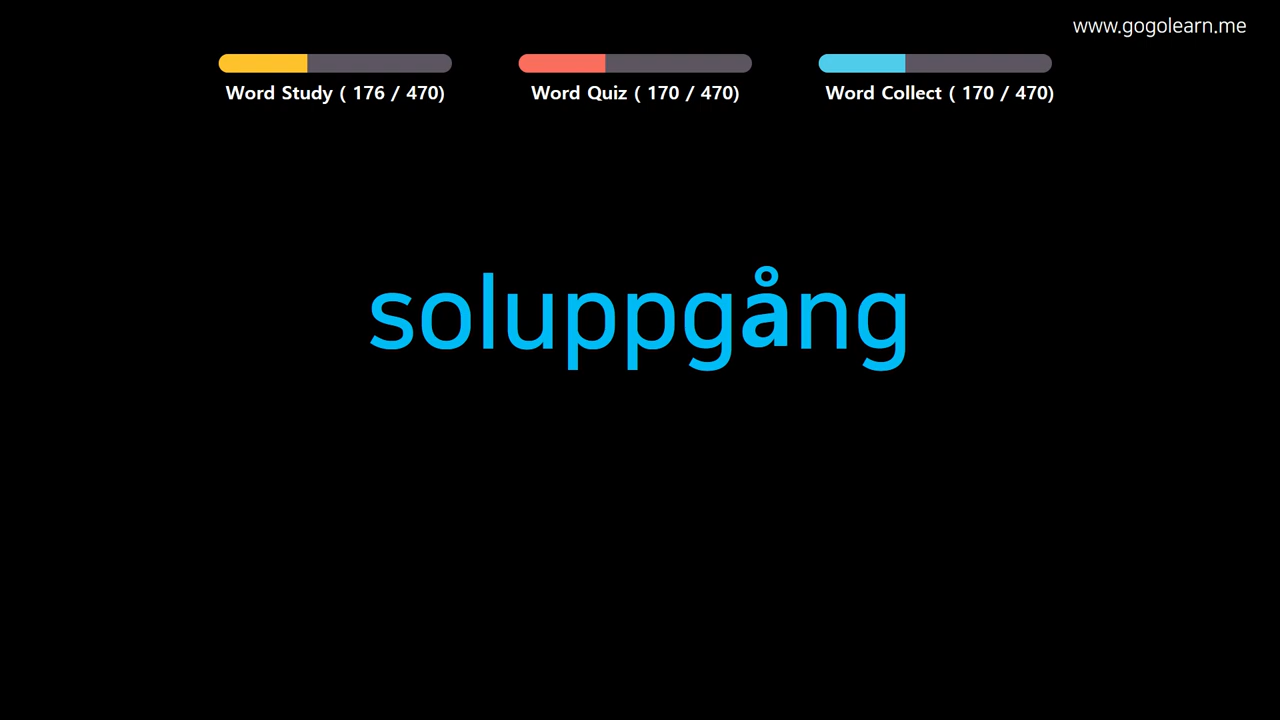 www.gogolearn.me
Word Study ( 176 / 470)
Word Quiz ( 170 / 470)
Word Collect ( 170 / 470)
soluppgång